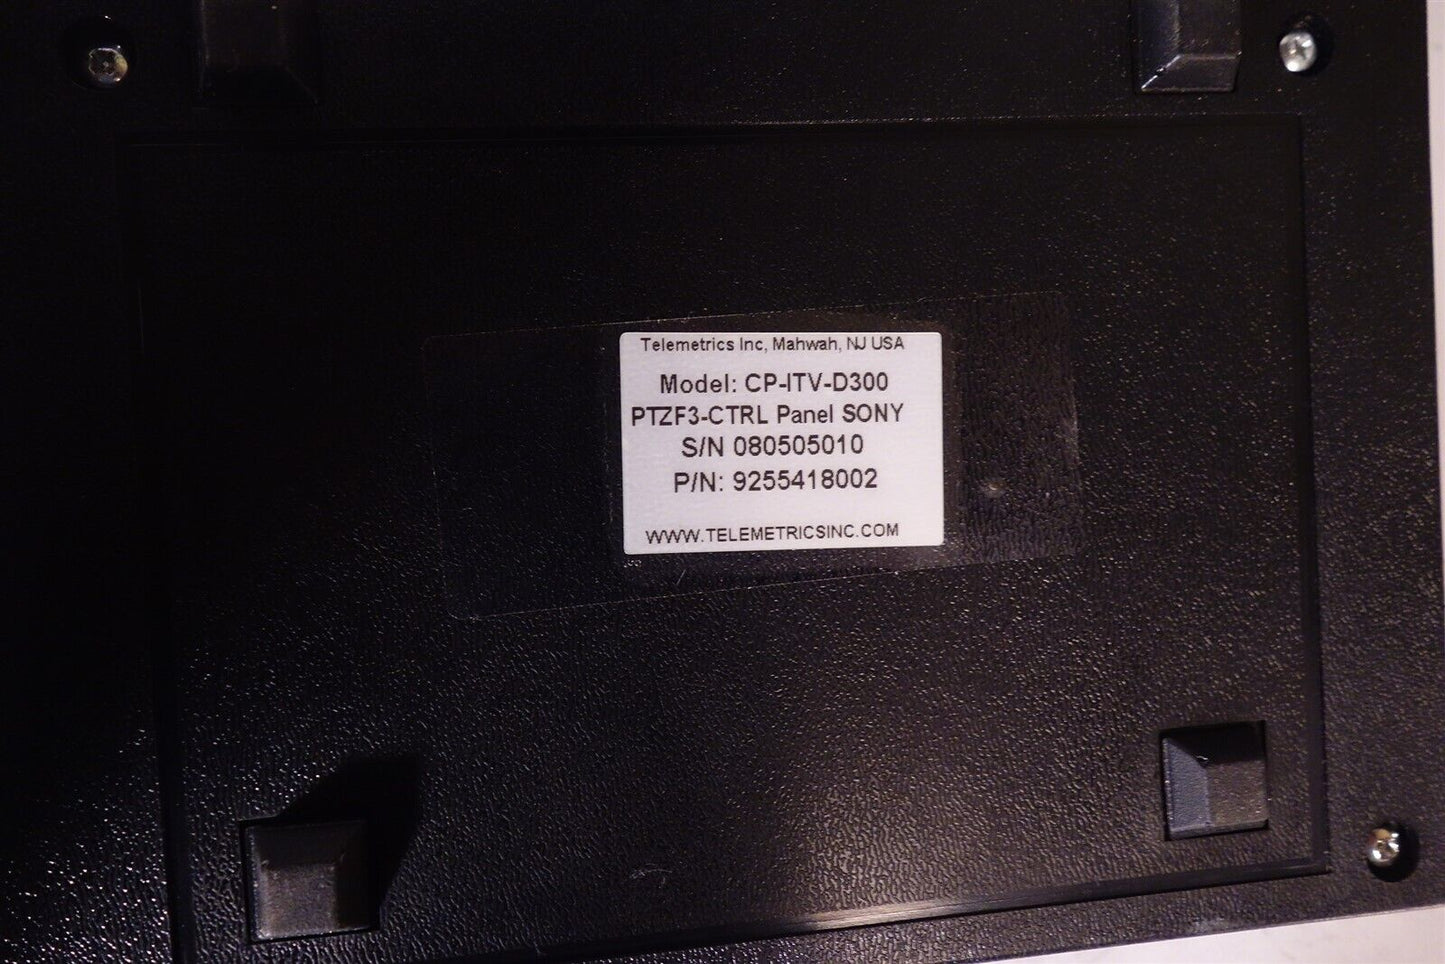 Telemetrics Inc, Mahwah, NJ USA
Model: CP-ITV-D300
PTZF3-CTRL Panel SONY
S/N 080505010
P/N: 9255418002
WWW.TELEMETRICSINC.COM